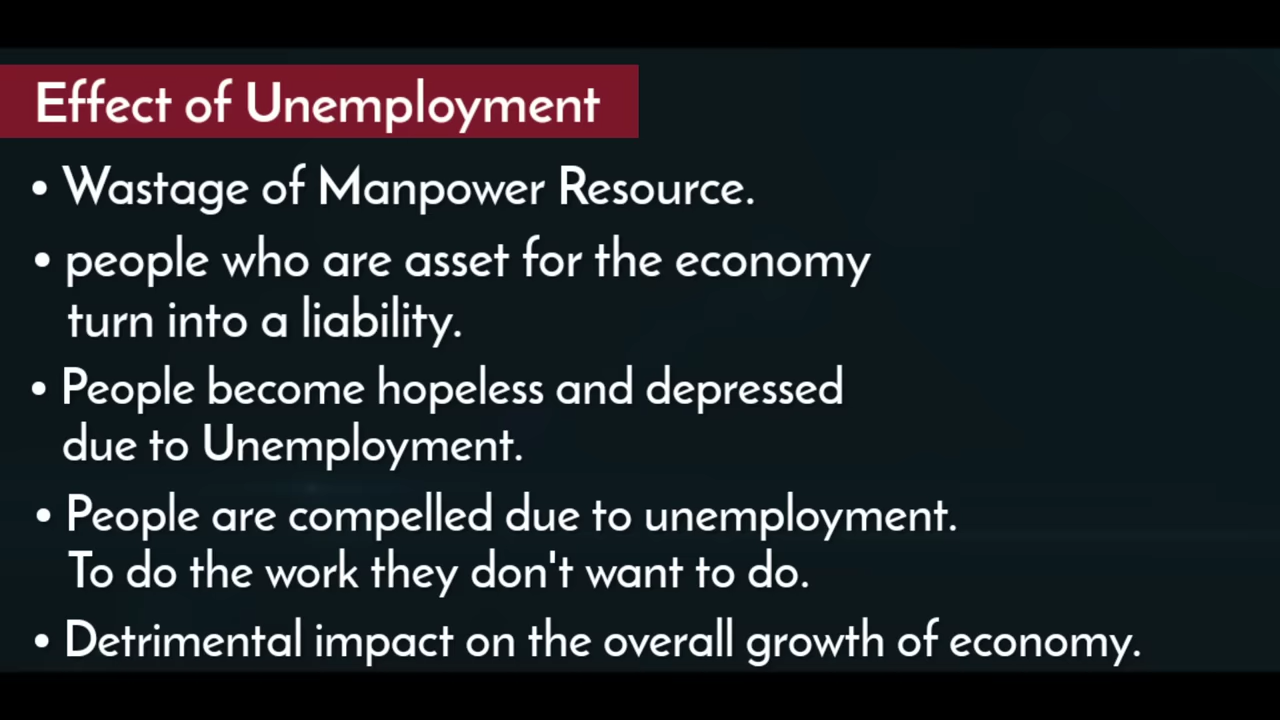 Effect of Unemployment
• Wastage of Manpower Resource.
• people who are asset for the economy
turn into a liability.
• People become hopeless and depressed
due to Unemployment.
• People are compelled due to unemployment.
To do the work they don't want to do.
• Detrimental impact on the overall growth of economy.